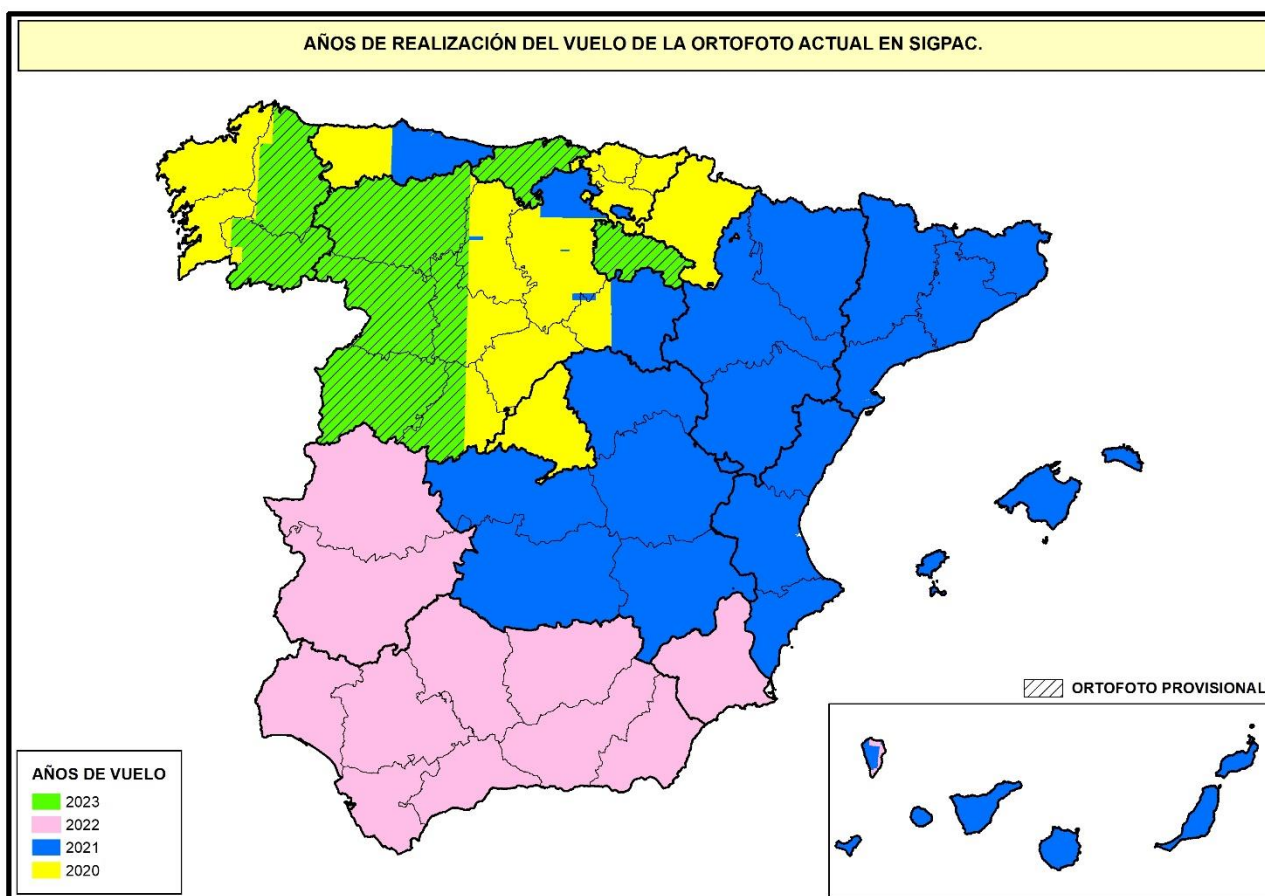 AÑOS DE REALIZACIÓN DEL VUELO DE LA ORTOFOTO ACTUAL EN SIGPAC.
ORTOFOTO PROVISIONAL
AÑOS DE VUELO
2023
2022
2021
2020